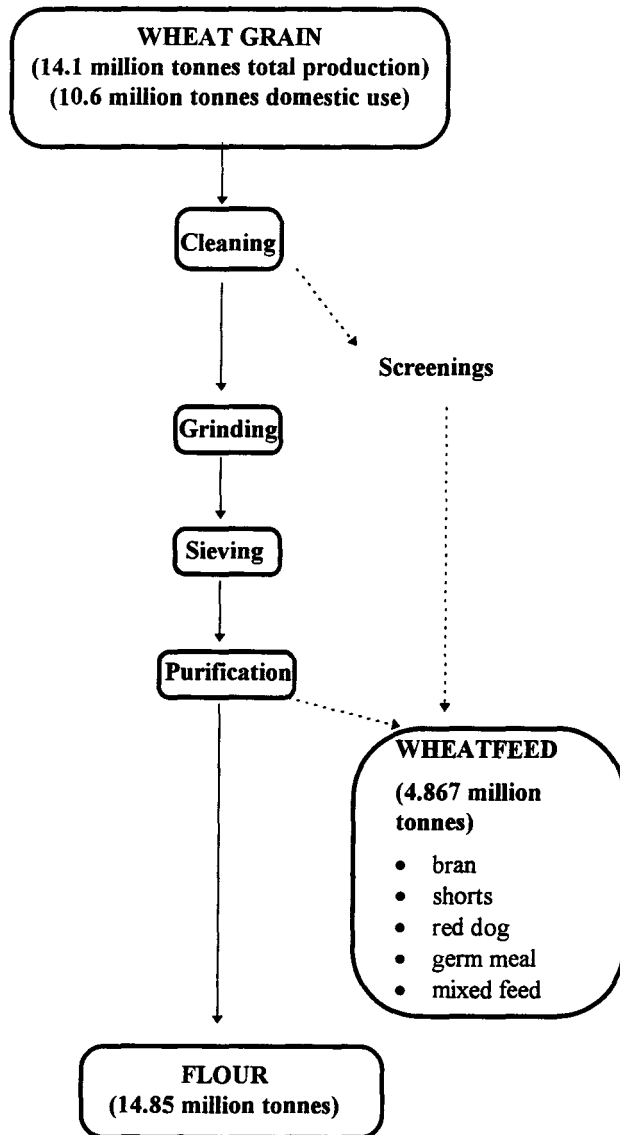 WHEAT GRAIN
(14.1 million tonnes total production)
(10.6 million tonnes domestic use)
Cleaning
Screenings
Grinding
Sieving
Purification
WHEATFEED
(4.867 million
tonnes)
• bran
• shorts
• red dog
• germ meal
• mixed feed
FLOUR
(14.85 million tonnes)